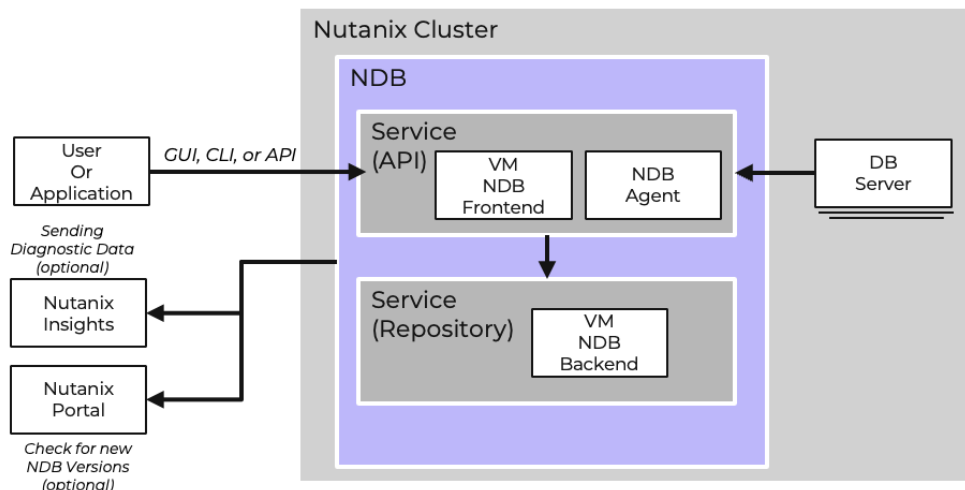 Nutanix Cluster
NDB
Service
(API)
VM
NDB
Frontend
NDB
Agent
DB
Server
User
Or
Application
GUI, CLI, or API
Sending
Diagnostic Data
(optional)
Nutanix
Insights
Nutanix
Portal
Check for new
NDB Versions
(optional)
Service
(Repository)
VM
NDB
Backend